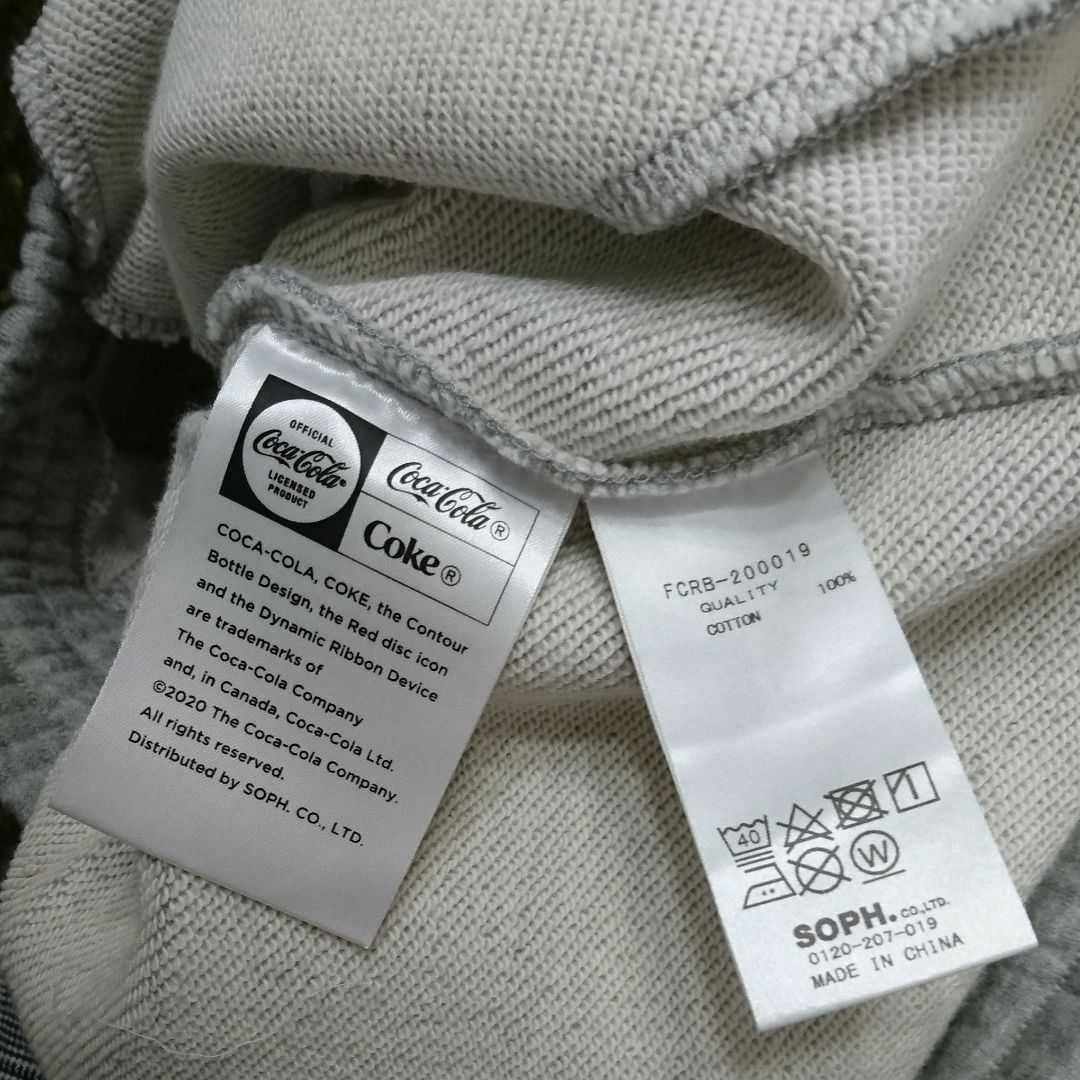 OFFICIAL
Coca-Cola®
LICENSED
PRODUCT
Coca-Cola®
Coke®
COCA-COLA, COKE, the Contour
Bottle Design, the Red disc icon
and the Dynamic Ribbon Device
are trademarks of
The Coca-Cola Company
and, in Canada, Coca-Cola Ltd.
©2020 The Coca-Cola Company.
All rights reserved.
Distributed by SOPH. CO., LTD.
FCRB-200019
QUALITY
COTTON 100%
40
1
W
SOPH. CO.,LTD.
0120-207-019
MADE IN CHINA